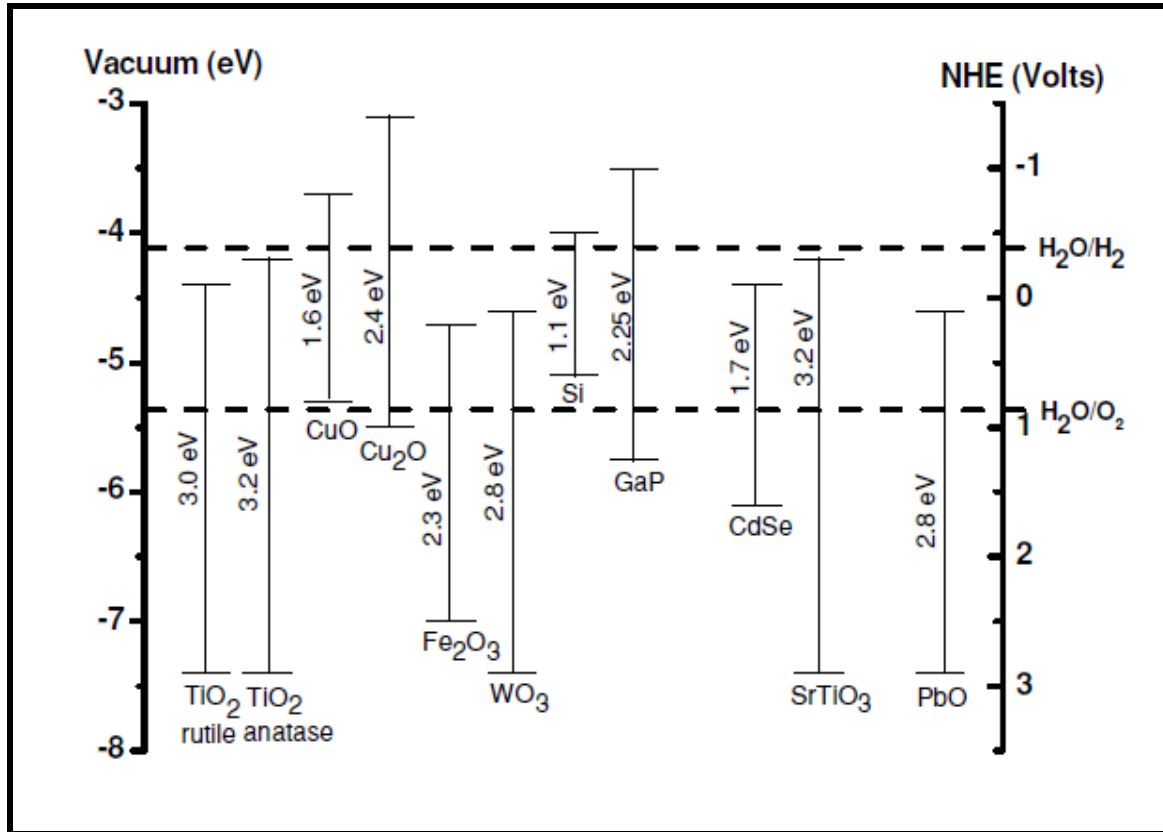 Vacuum (eV)
NHE (Volts)
-3
-4
-5
-6
-7
-8
-1
0
1
2
3
H₂O/H₂
H₂O/O₂
3.0 eV
3.2 eV
1.6 eV
2.4 eV
2.3 eV
2.8 eV
1.1 eV
2.25 eV
1.7 eV
3.2 eV
2.8 eV
TiO₂
rutile
TiO₂
anatase
CuO
Cu₂O
Fe₂O₃
WO₃
Si
GaP
CdSe
SrTiO₃
PbO